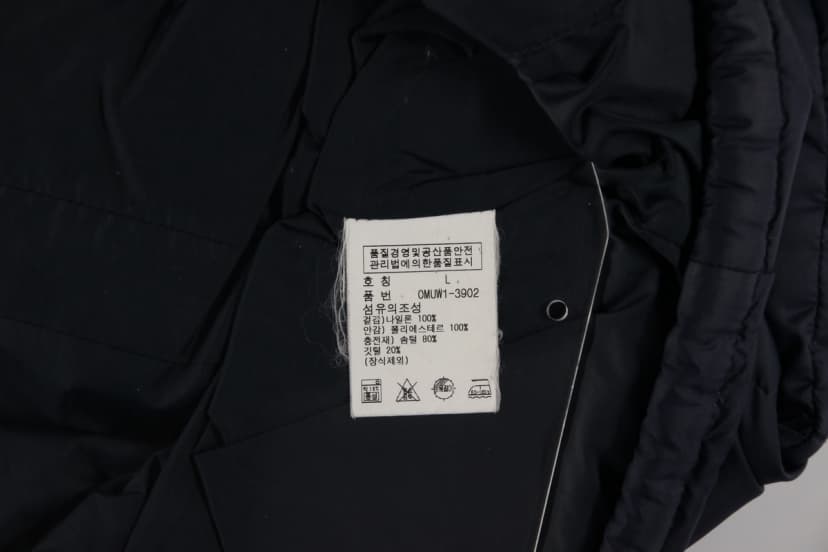 품질경영및공산품안전
관리법에의한품질표시
호 칭 L
품 번 OMUW1-3902
섬유의조성
겉감)나일론 100%
안감) 폴리에스테르 100%
충전재) 솜털 80%
깃털 20%
(장식제외)